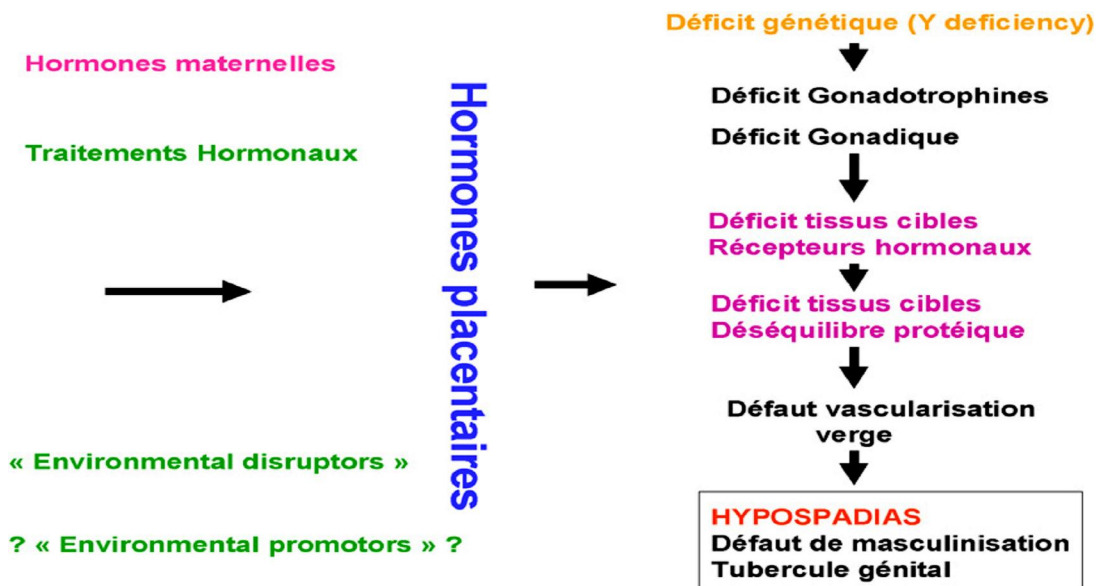 Hormones maternelles
Traitements Hormonaux
« Environmental disruptors »
? « Environmental promotors » ?
Hormones placentaires
Déficit génétique (Y deficiency)
Déficit Gonadotrophines
Déficit Gonadique
Déficit tissus cibles
Récepteurs hormonaux
Déficit tissus cibles
Déséquilibre protéique
Défaut vascularisation
verge
HYPOSPADIAS
Défaut de masculinisation
Tubercule génital